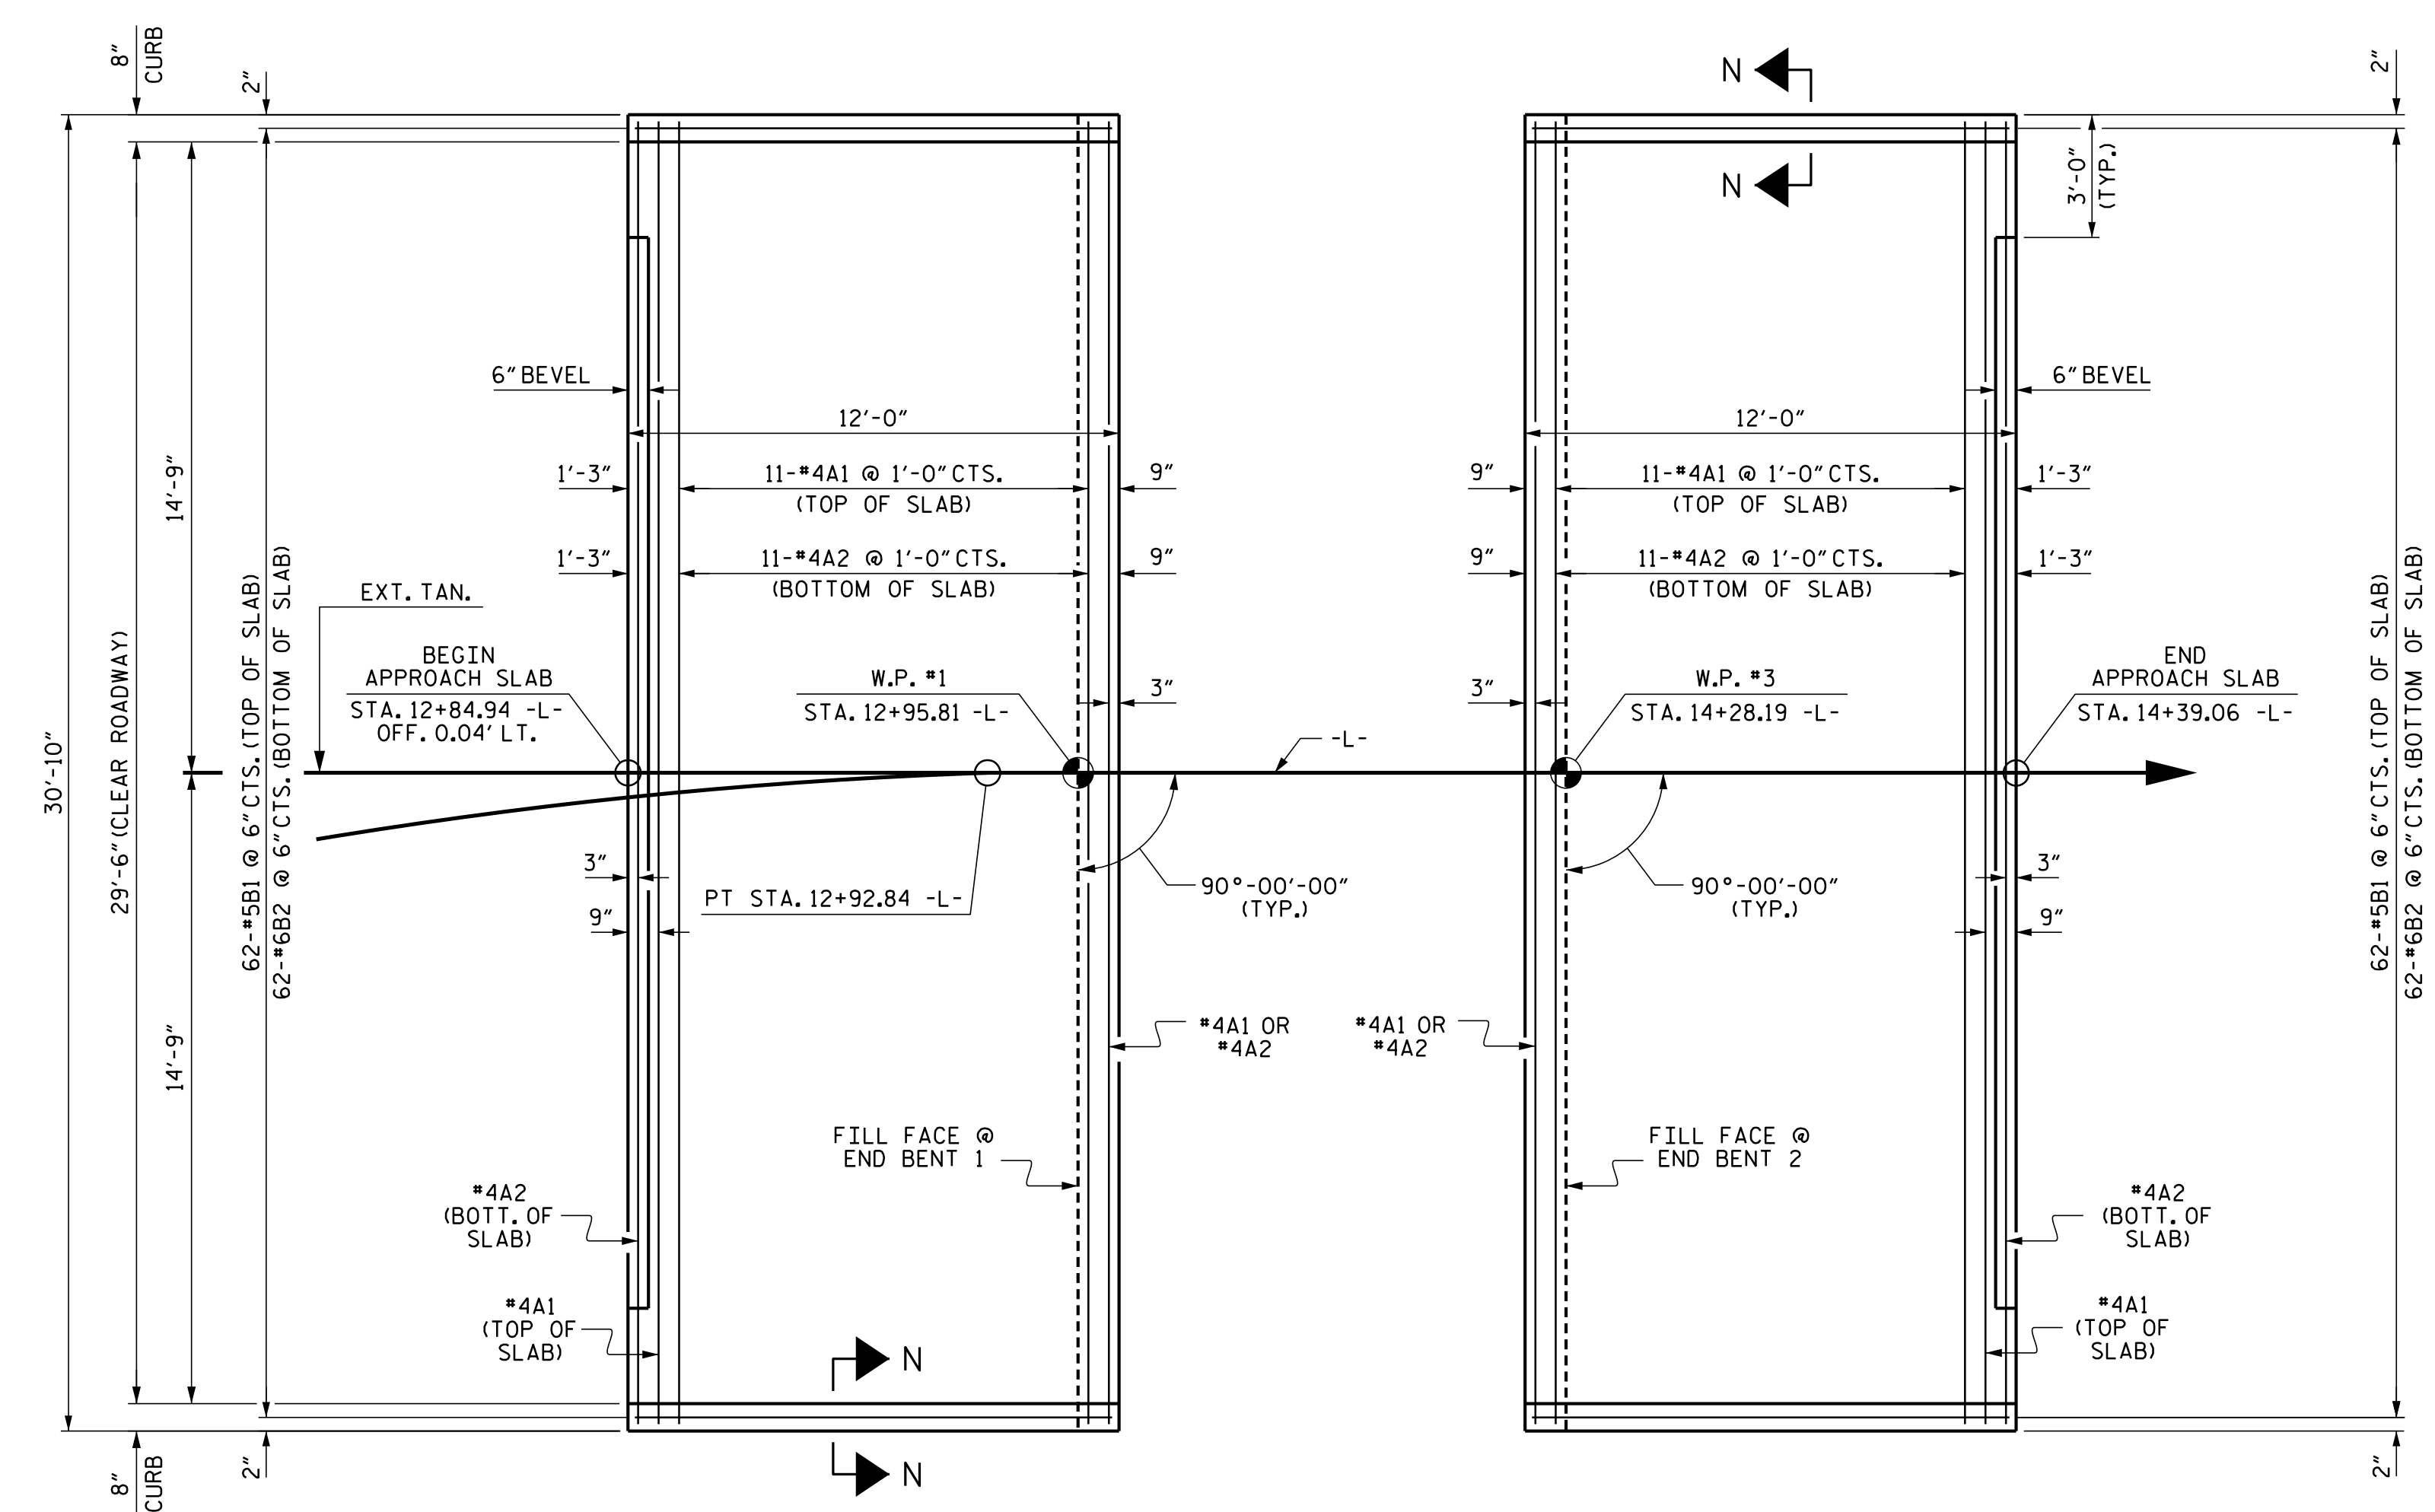 8"
CURB
2"
N
N
2"
3'-0"
(TYP.)
6" BEVEL
6" BEVEL
12'-0"
12'-0"
1'-3"
11-#4A1 @ 1'-0" CTS.
(TOP OF SLAB)
9"
9"
11-#4A1 @ 1'-0" CTS.
(TOP OF SLAB)
1'-3"
1'-3"
11-#4A2 @ 1'-0" CTS.
(BOTTOM OF SLAB)
9"
9"
11-#4A2 @ 1'-0" CTS.
(BOTTOM OF SLAB)
1'-3"
14'-9"
EXT. TAN.
BEGIN
APPROACH SLAB
STA. 12+84.94 -L-
OFF. 0.04' LT.
W.P. #1
STA. 12+95.81 -L-
3"
3"
W.P. #3
STA. 14+28.19 -L-
END
APPROACH SLAB
STA. 14+39.06 -L-
-L-
30'-10"
29'-6" (CLEAR ROADWAY)
62-#5B1 @ 6" CTS. (TOP OF SLAB)
62-#6B2 @ 6" CTS. (BOTTOM OF SLAB)
62-#5B1 @ 6" CTS. (TOP OF SLAB)
62-#6B2 @ 6" CTS. (BOTTOM OF SLAB)
3"
9"
PT STA. 12+92.84 -L-
90°-00'-00"
(TYP.)
90°-00'-00"
(TYP.)
3"
9"
14'-9"
#4A1 OR
#4A2
#4A1 OR
#4A2
FILL FACE @
END BENT 1
FILL FACE @
END BENT 2
#4A2
(BOTT. OF
SLAB)
#4A2
(BOTT. OF
SLAB)
#4A1
(TOP OF
SLAB)
#4A1
(TOP OF
SLAB)
N
N
8"
CURB
2"
2"